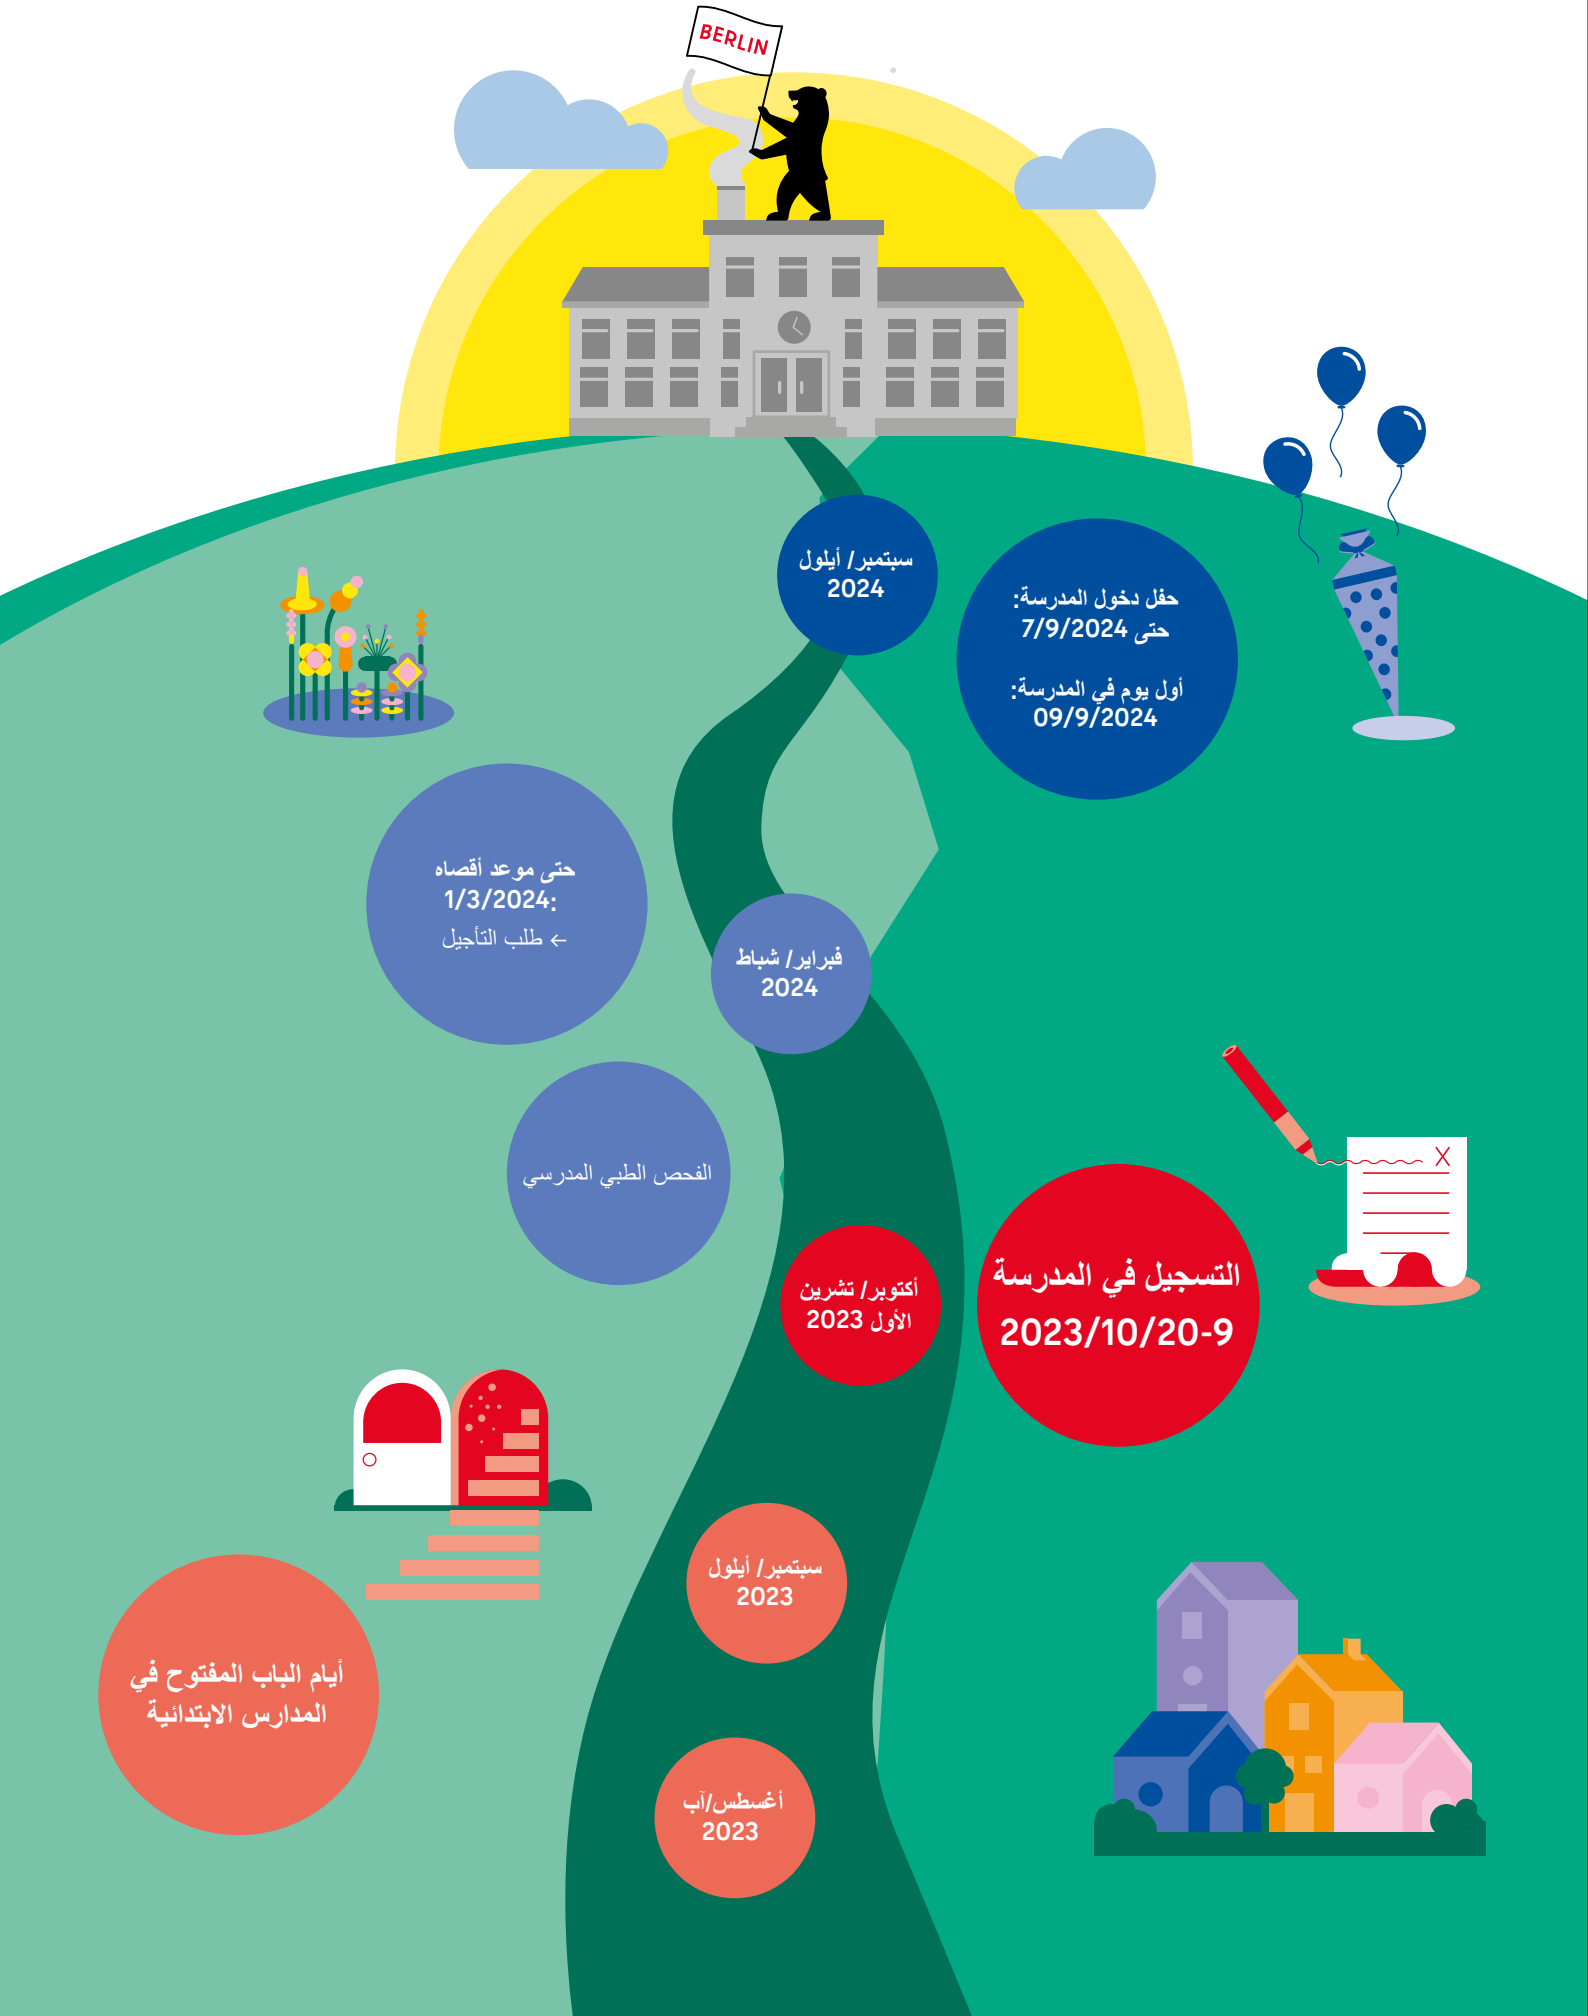 BERLIN
سبتمبر/ أيلول
2024
حفل دخول المدرسة:
حتى 7/9/2024
أول يوم في المدرسة:
09/9/2024
حتى موعد أقصاه
1/3/2024:
← طلب التأجيل
فبراير/ شباط
2024
الفحص الطبي المدرسي
التسجيل في المدرسة
2023/10/20-9
أكتوبر/ تشرين
الأول 2023
سبتمبر/ أيلول
2023
أيام الباب المفتوح في
المدارس الابتدائية
أغسطس/آب
2023